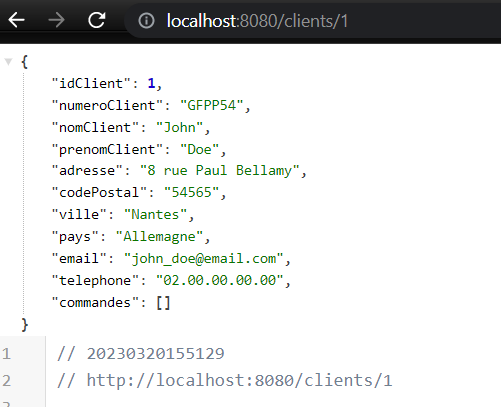 localhost:8080/clients/1
{
"idClient": 1,
"numeroClient": "GFPP54",
"nomClient": "John",
"prenomClient": "Doe",
"adresse": "8 rue Paul Bellamy",
"codePostal": "54565",
"ville": "Nantes",
"pays": "Allemagne",
"email": "john_doe@email.com",
"telephone": "02.00.00.00.00",
"commandes": []
}
1 // 20230320155129
2 // http://localhost:8080/clients/1